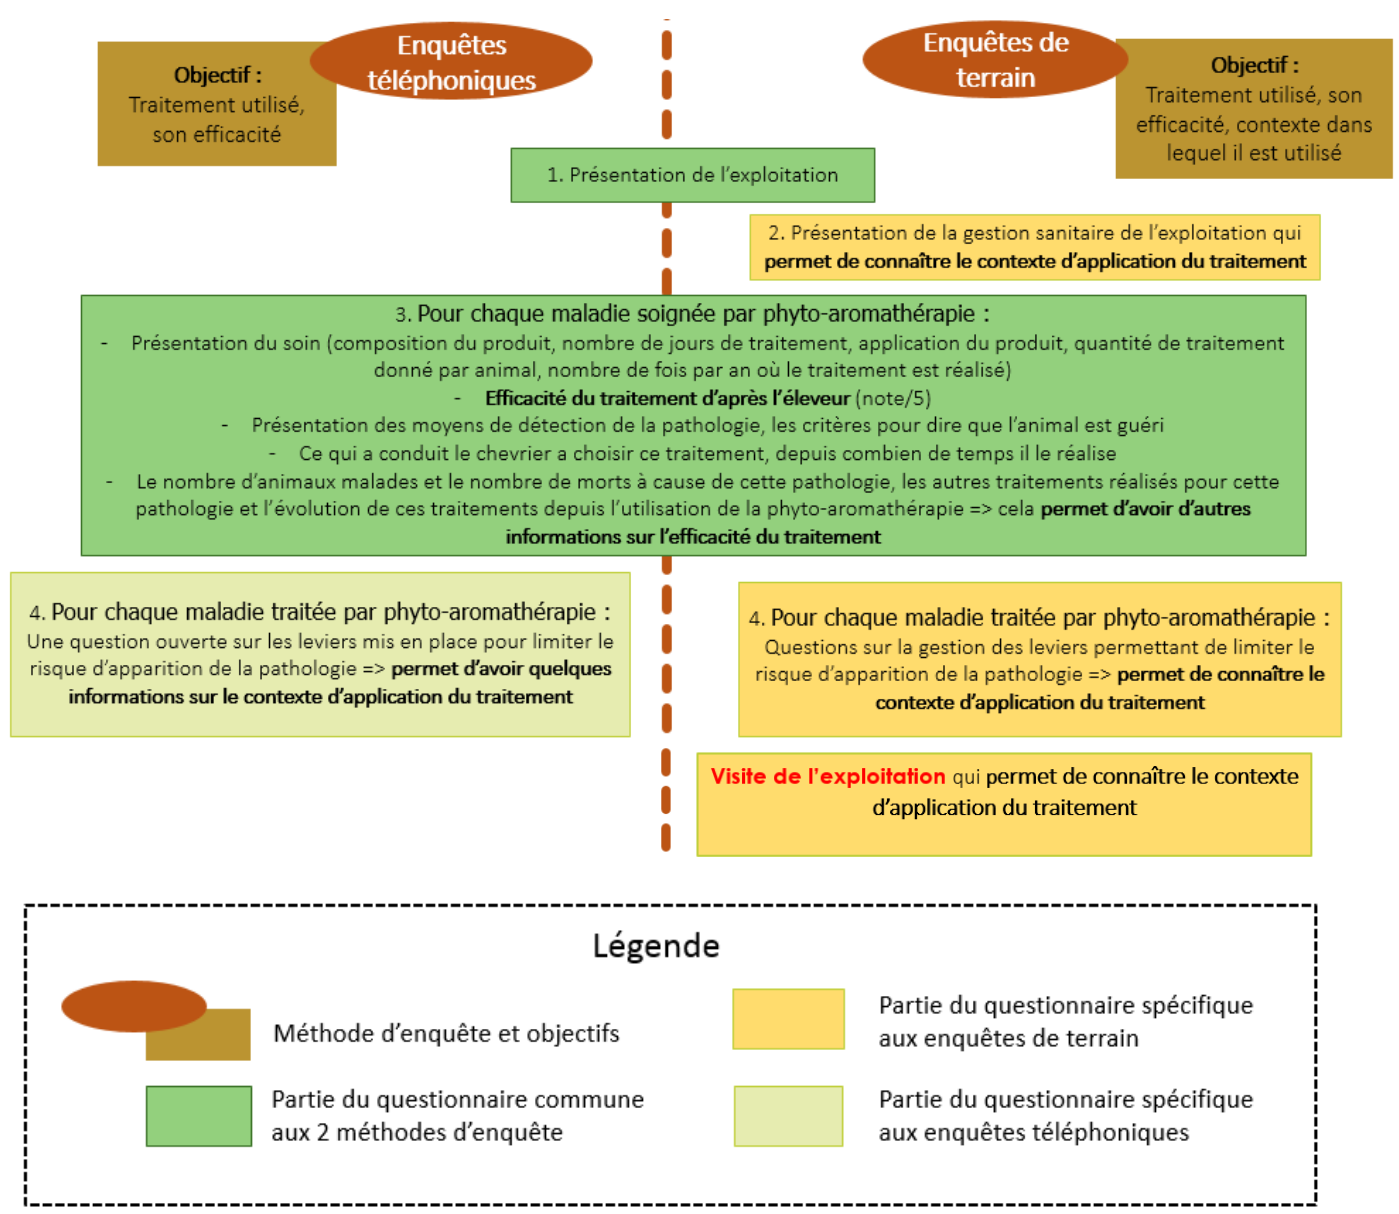 Enquêtes
téléphoniques
Objectif :
Traitement utilisé,
son efficacité
Enquêtes de
terrain
Objectif :
Traitement utilisé, son
efficacité, contexte dans
lequel il est utilisé
1. Présentation de l'exploitation
2. Présentation de la gestion sanitaire de l'exploitation qui
permet de connaître le contexte d'application du traitement
3. Pour chaque maladie soignée par phyto-aromathérapie :
- Présentation du soin (composition du produit, nombre de jours de traitement, application du produit, quantité de traitement
donné par animal, nombre de fois par an où le traitement est réalisé)
- Efficacité du traitement d'après l'éleveur (note/5)
- Présentation des moyens de détection de la pathologie, les critères pour dire que l'animal est guéri
- Ce qui a conduit le chevrier a choisir ce traitement, depuis combien de temps il le réalise
- Le nombre d'animaux malades et le nombre de morts à cause de cette pathologie, les autres traitements réalisés pour cette
pathologie et l'évolution de ces traitements depuis l'utilisation de la phyto-aromathérapie => cela permet d'avoir d'autres
informations sur l'efficacité du traitement
4. Pour chaque maladie traitée par phyto-aromathérapie :
Une question ouverte sur les leviers mis en place pour limiter le
risque d'apparition de la pathologie => permet d'avoir quelques
informations sur le contexte d'application du traitement
4. Pour chaque maladie traitée par phyto-aromathérapie :
Questions sur la gestion des leviers permettant de limiter le
risque d'apparition de la pathologie => permet de connaître le
contexte d'application du traitement
Visite de l'exploitation qui permet de connaître le contexte
d'application du traitement
Légende
Méthode d'enquête et objectifs
Partie du questionnaire commune
aux 2 méthodes d'enquête
Partie du questionnaire spécifique
aux enquêtes de terrain
Partie du questionnaire spécifique
aux enquêtes téléphoniques